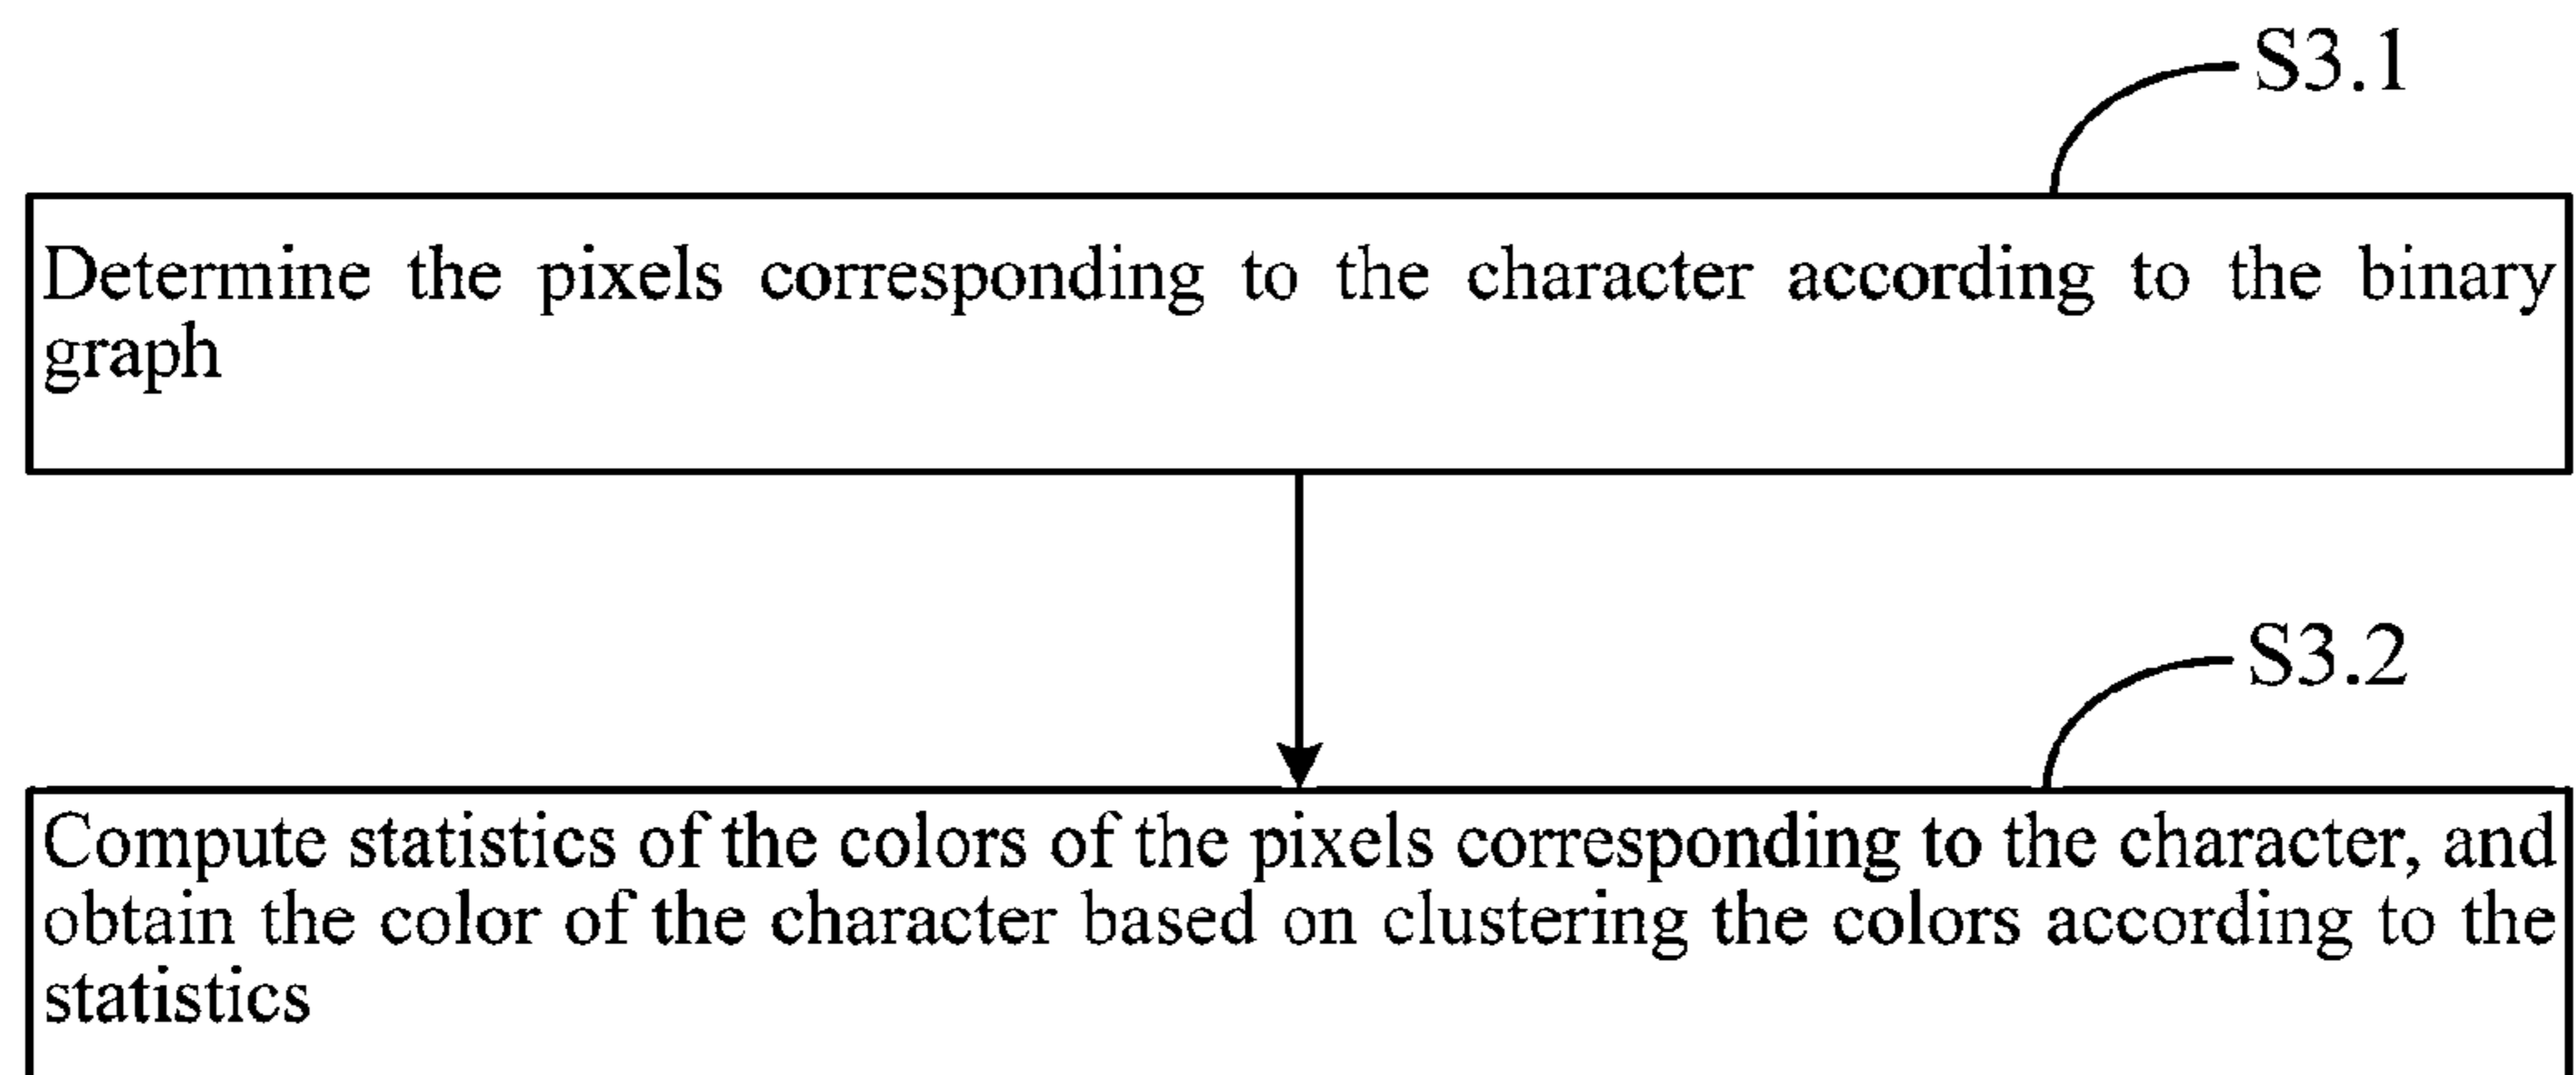 S3.1
Determine the pixels corresponding to the character according to the binary
graph
S3.2
Compute statistics of the colors of the pixels corresponding to the character, and
obtain the color of the character based on clustering the colors according to the
statistics